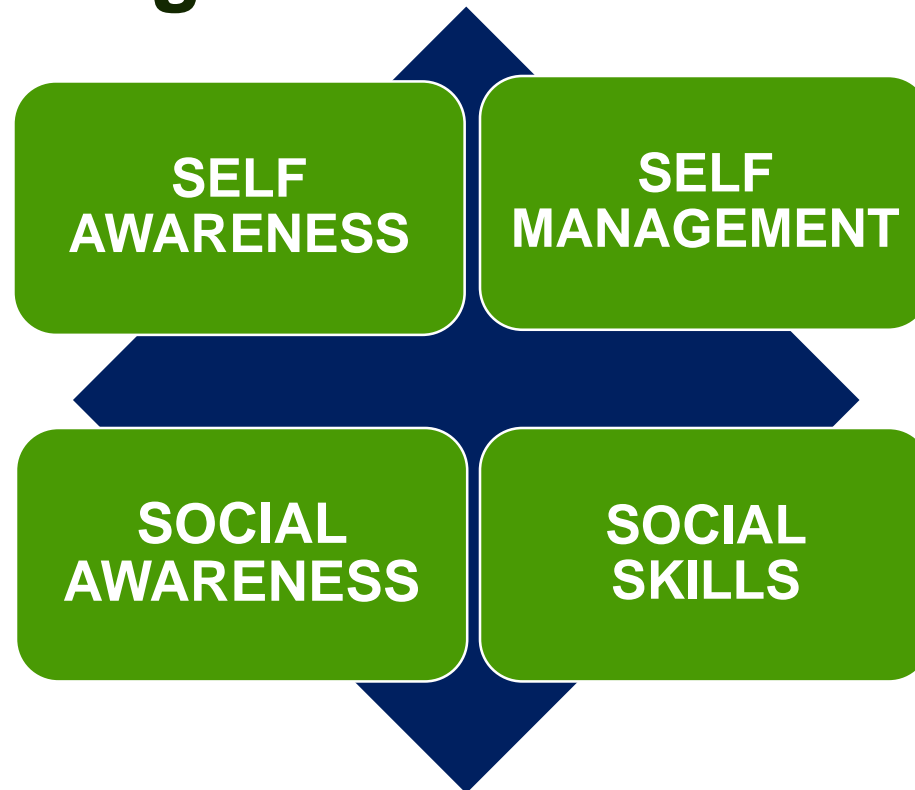 SELF
AWARENESS
SELF
MANAGEMENT
SOCIAL
AWARENESS
SOCIAL
SKILLS